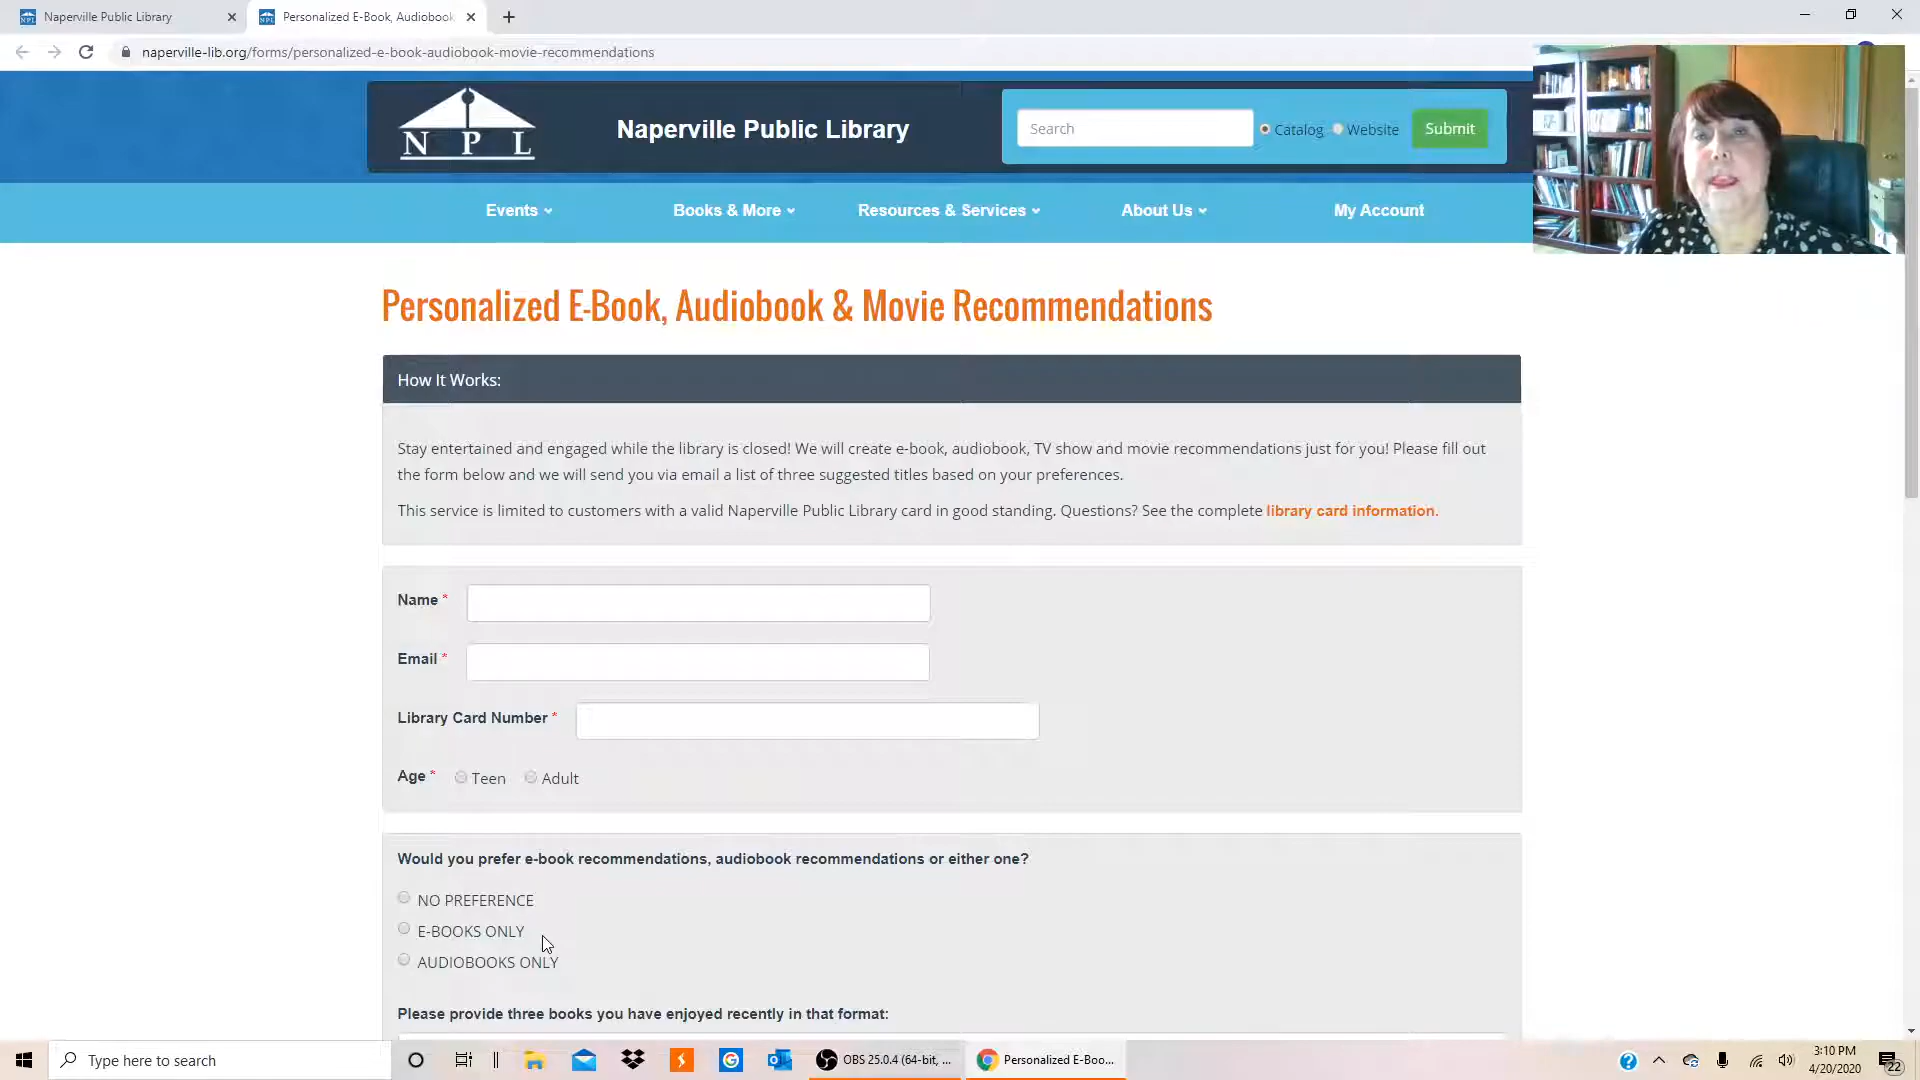 Naperville Public Library
Personalized E-Book, Audiobook
naperville-lib.org/forms/personalized-e-book-audiobook-movie-recommendations
NPL
Naperville Public Library
Search
Catalog
Website
Submit
Events
Books & More
Resources & Services
About Us
My Account
Personalized E-Book, Audiobook & Movie Recommendations
How It Works:
Stay entertained and engaged while the library is closed! We will create e-book, audiobook, TV show and movie recommendations just for you! Please fill out
the form below and we will send you via email a list of three suggested titles based on your preferences.
This service is limited to customers with a valid Naperville Public Library card in good standing. Questions? See the complete library card information.
Name *
Email *
Library Card Number *
Age * Teen Adult
Would you prefer e-book recommendations, audiobook recommendations or either one?
NO PREFERENCE
E-BOOKS ONLY
AUDIOBOOKS ONLY
Please provide three books you have enjoyed recently in that format:
Type here to search
OBS 25.0.4 (64-bit, ...
Personalized E-Boo...
3:10 PM
4/20/2020
22